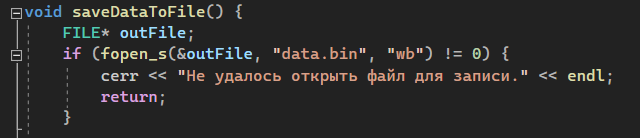 void saveDataToFile() {
FILE* outFile;
if (fopen_s(&outFile, "data.bin", "wb") != 0) {
cerr << "Не удалось открыть файл для записи." << endl;
return;
}